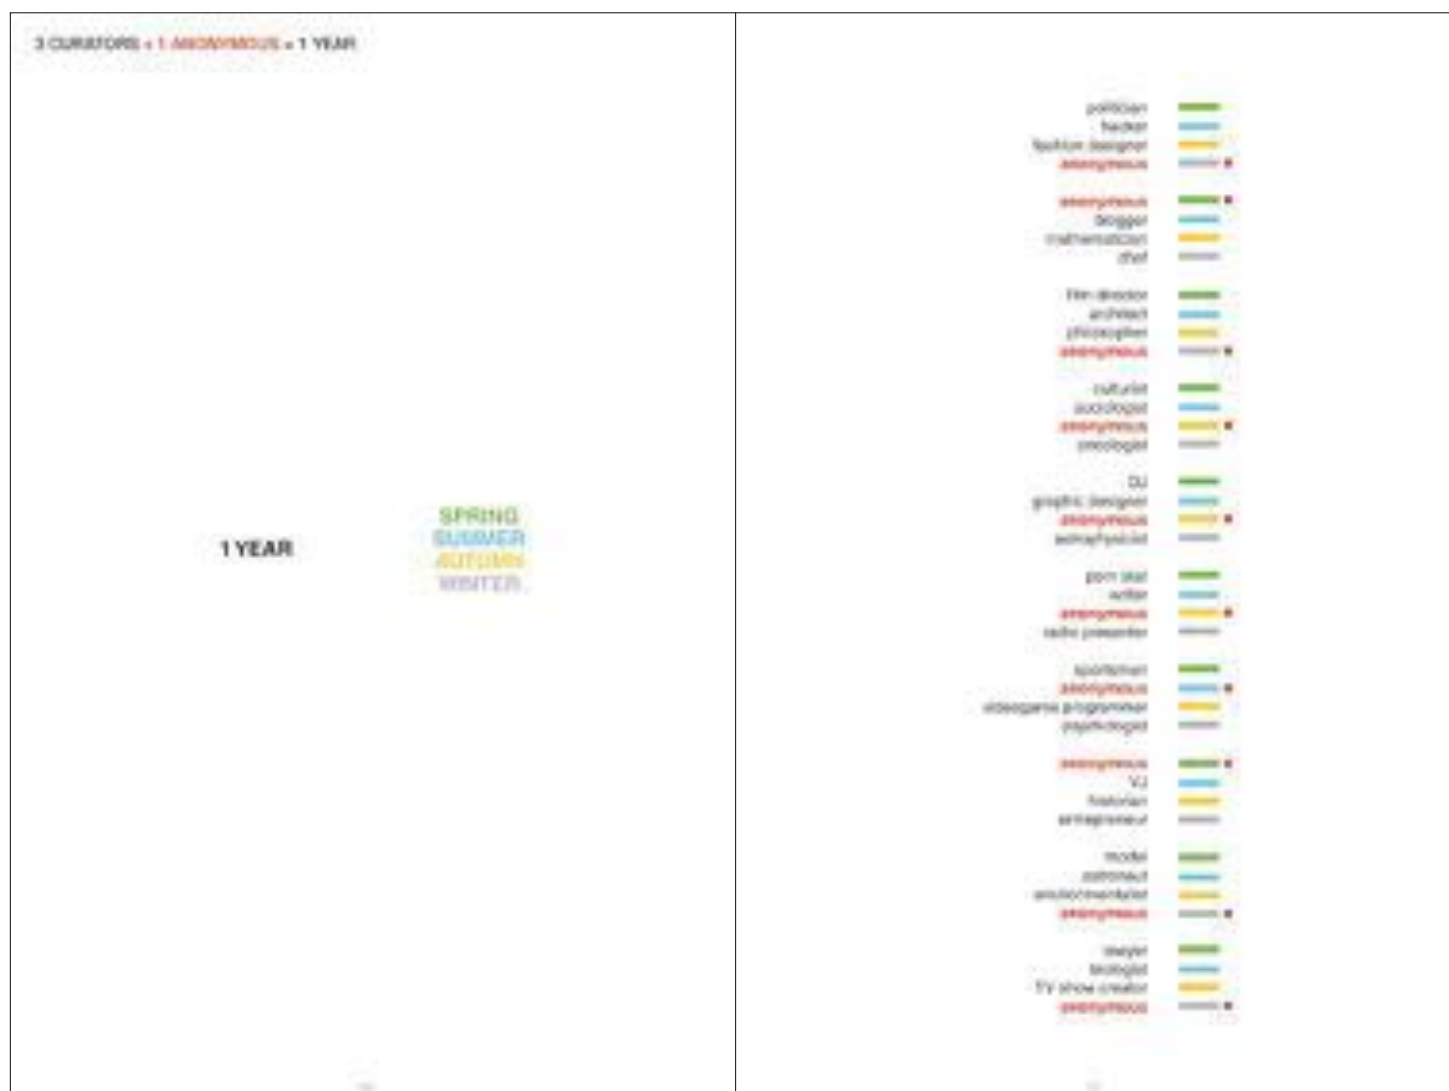 3 CURATORS + 1 ANONYMOUS = 1 YEAR
1 YEAR
SPRING
SUMMER
AUTUMN
WINTER
politician
hacker
fashion designer
anonymous
anonymous
blogger
mathematician
chef
film director
architect
philosopher
anonymous
culturist
sociologist
anonymous
oncologist
DJ
graphic designer
anonymous
astrophysicist
porn star
writer
anonymous
radio presenter
sportsman
anonymous
videogame programmer
psychologist
anonymous
VJ
historian
entrepreneur
model
astronaut
environmentalist
anonymous
lawyer
biologist
TV show creator
anonymous